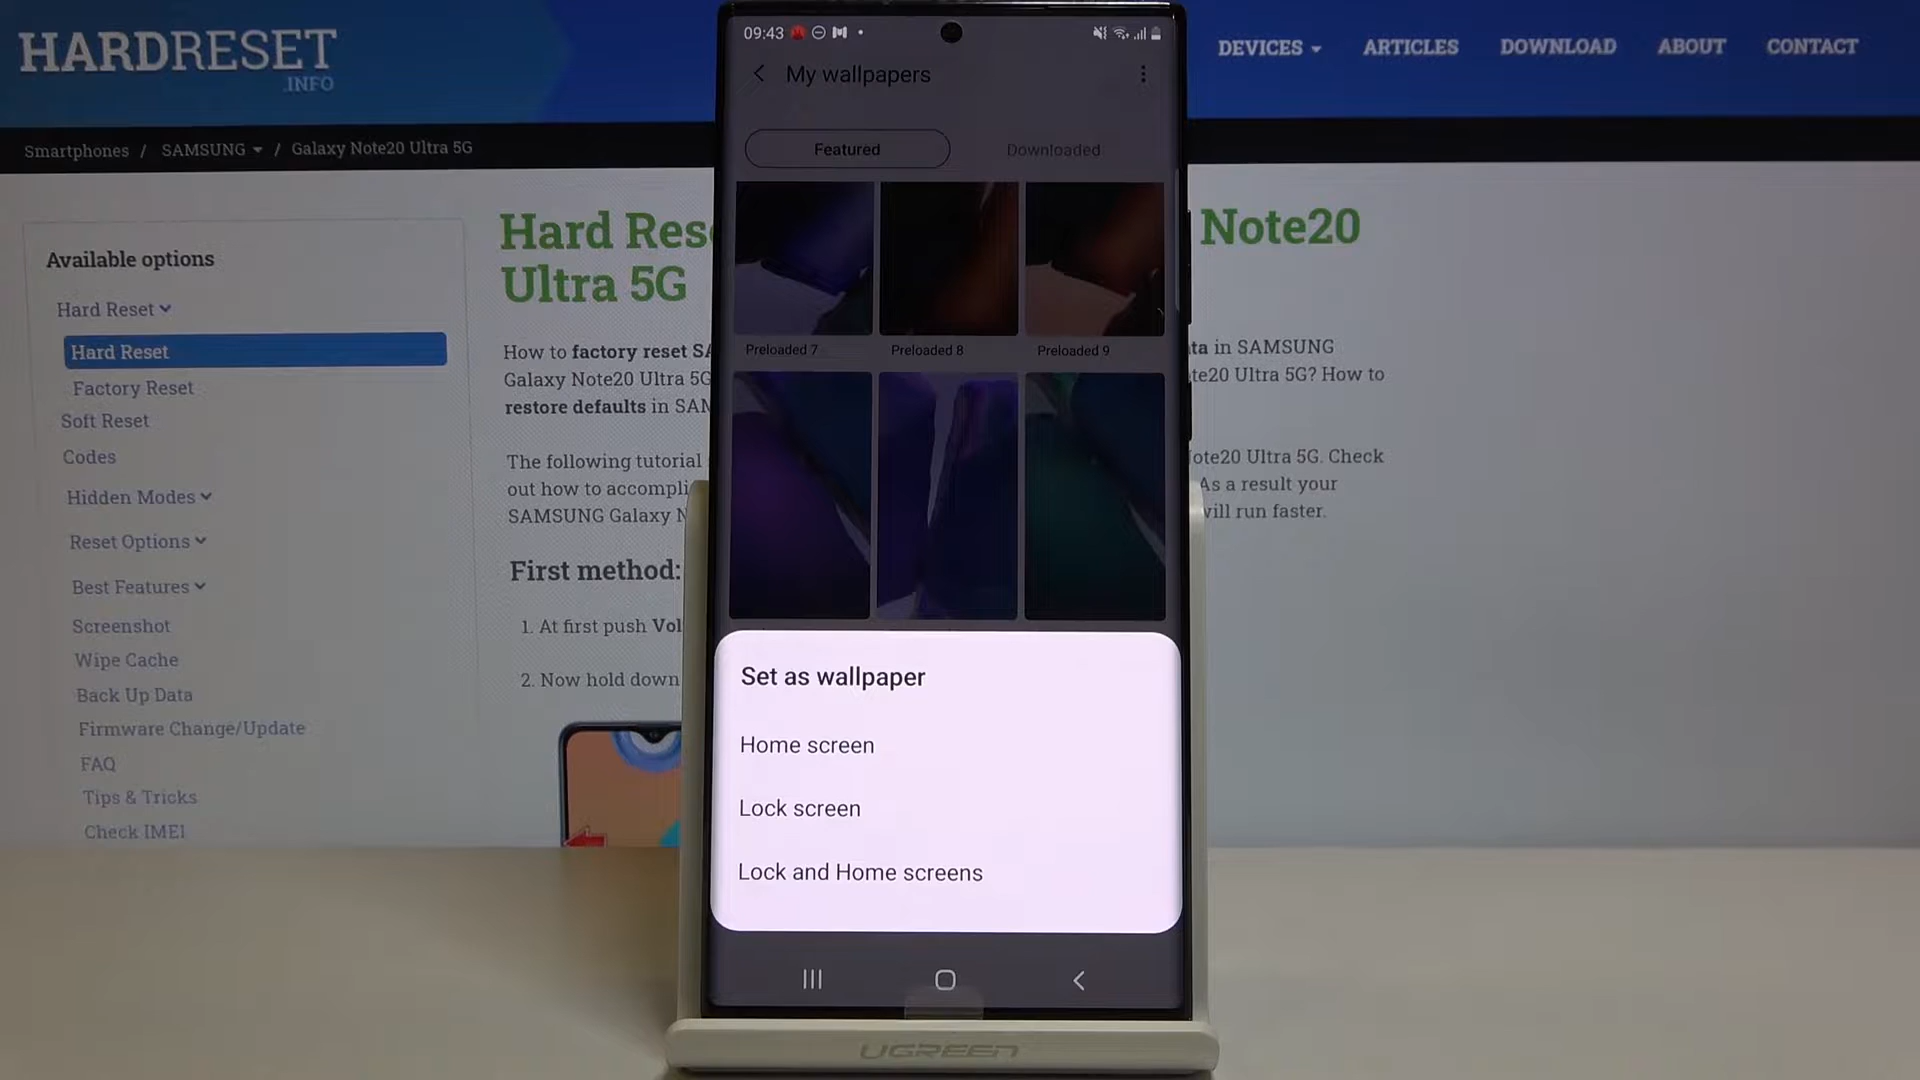 HARDRESET
.INFO
DEVICES
ARTICLES
DOWNLOAD
ABOUT
CONTACT
Smartphones / SAMSUNG / Galaxy Note20 Ultra 5G
Available options
Hard Reset
Hard Reset
Factory Reset
Soft Reset
Codes
Hidden Modes
Reset Options
Best Features
Screenshot
Wipe Cache
Back Up Data
Firmware Change/Update
FAQ
Tips & Tricks
Check IMEI
Hard Res
Note20
Ultra 5G
How to factory reset SA
Galaxy Note20 Ultra 5G
restore defaults in SAM
ta in SAMSUNG
te20 Ultra 5G? How to
The following tutorial
out how to accompli
SAMSUNG Galaxy N
ote20 Ultra 5G. Check
As a result your
will run faster.
First method:
1. At first push Vol
2. Now hold down
09:43
My wallpapers
Featured
Downloaded
Preloaded 7
Preloaded 8
Preloaded 9
Set as wallpaper
Home screen
Lock screen
Lock and Home screens
UGREEN